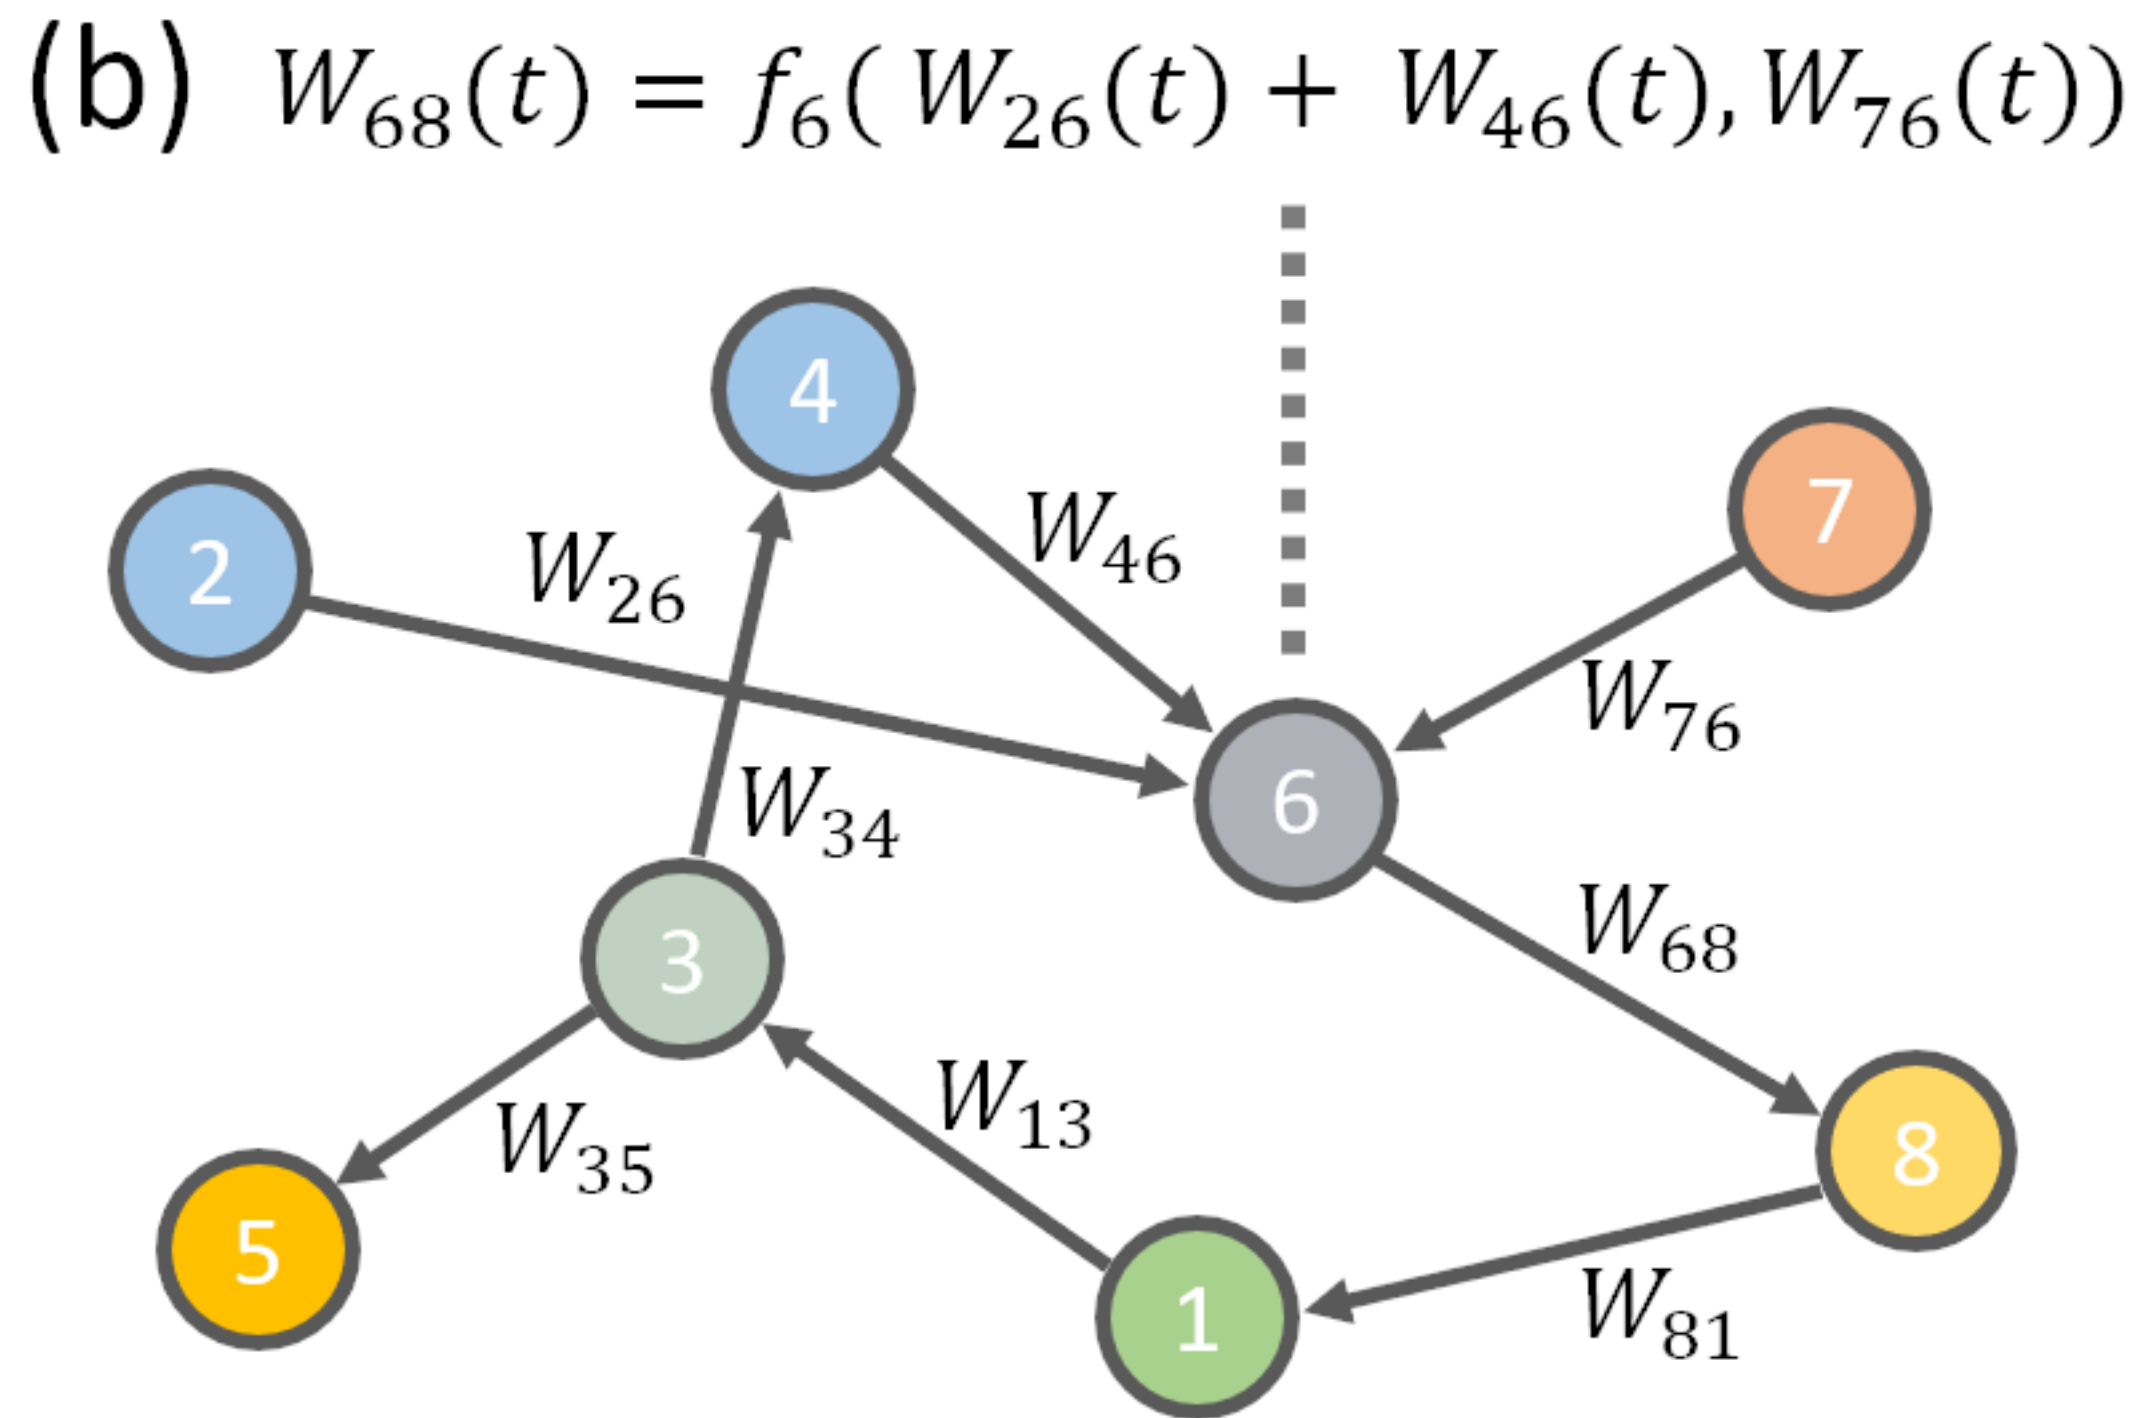 (b) W₆₈(t) = f₆( W₂₆(t) + W₄₆(t), W₇₆(t))
4
7
2
W₄₆
W₂₆
W₇₆
6
W₃₄
W₆₈
3
W₁₃
8
W₃₅
5
1
W₈₁